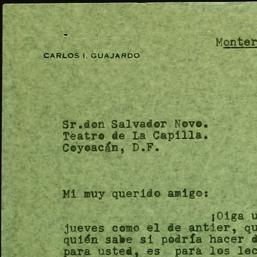 Monter
CARLOS I. GUAJARDO
Sr.don Salvador Novo.
Teatro de La Capilla.
Coyoacán, D.F.
Mi muy querido amigo:
¡Oiga u
jueves como el de antier, qu
quién sabe si podría hacer d
para usted, es para los lec